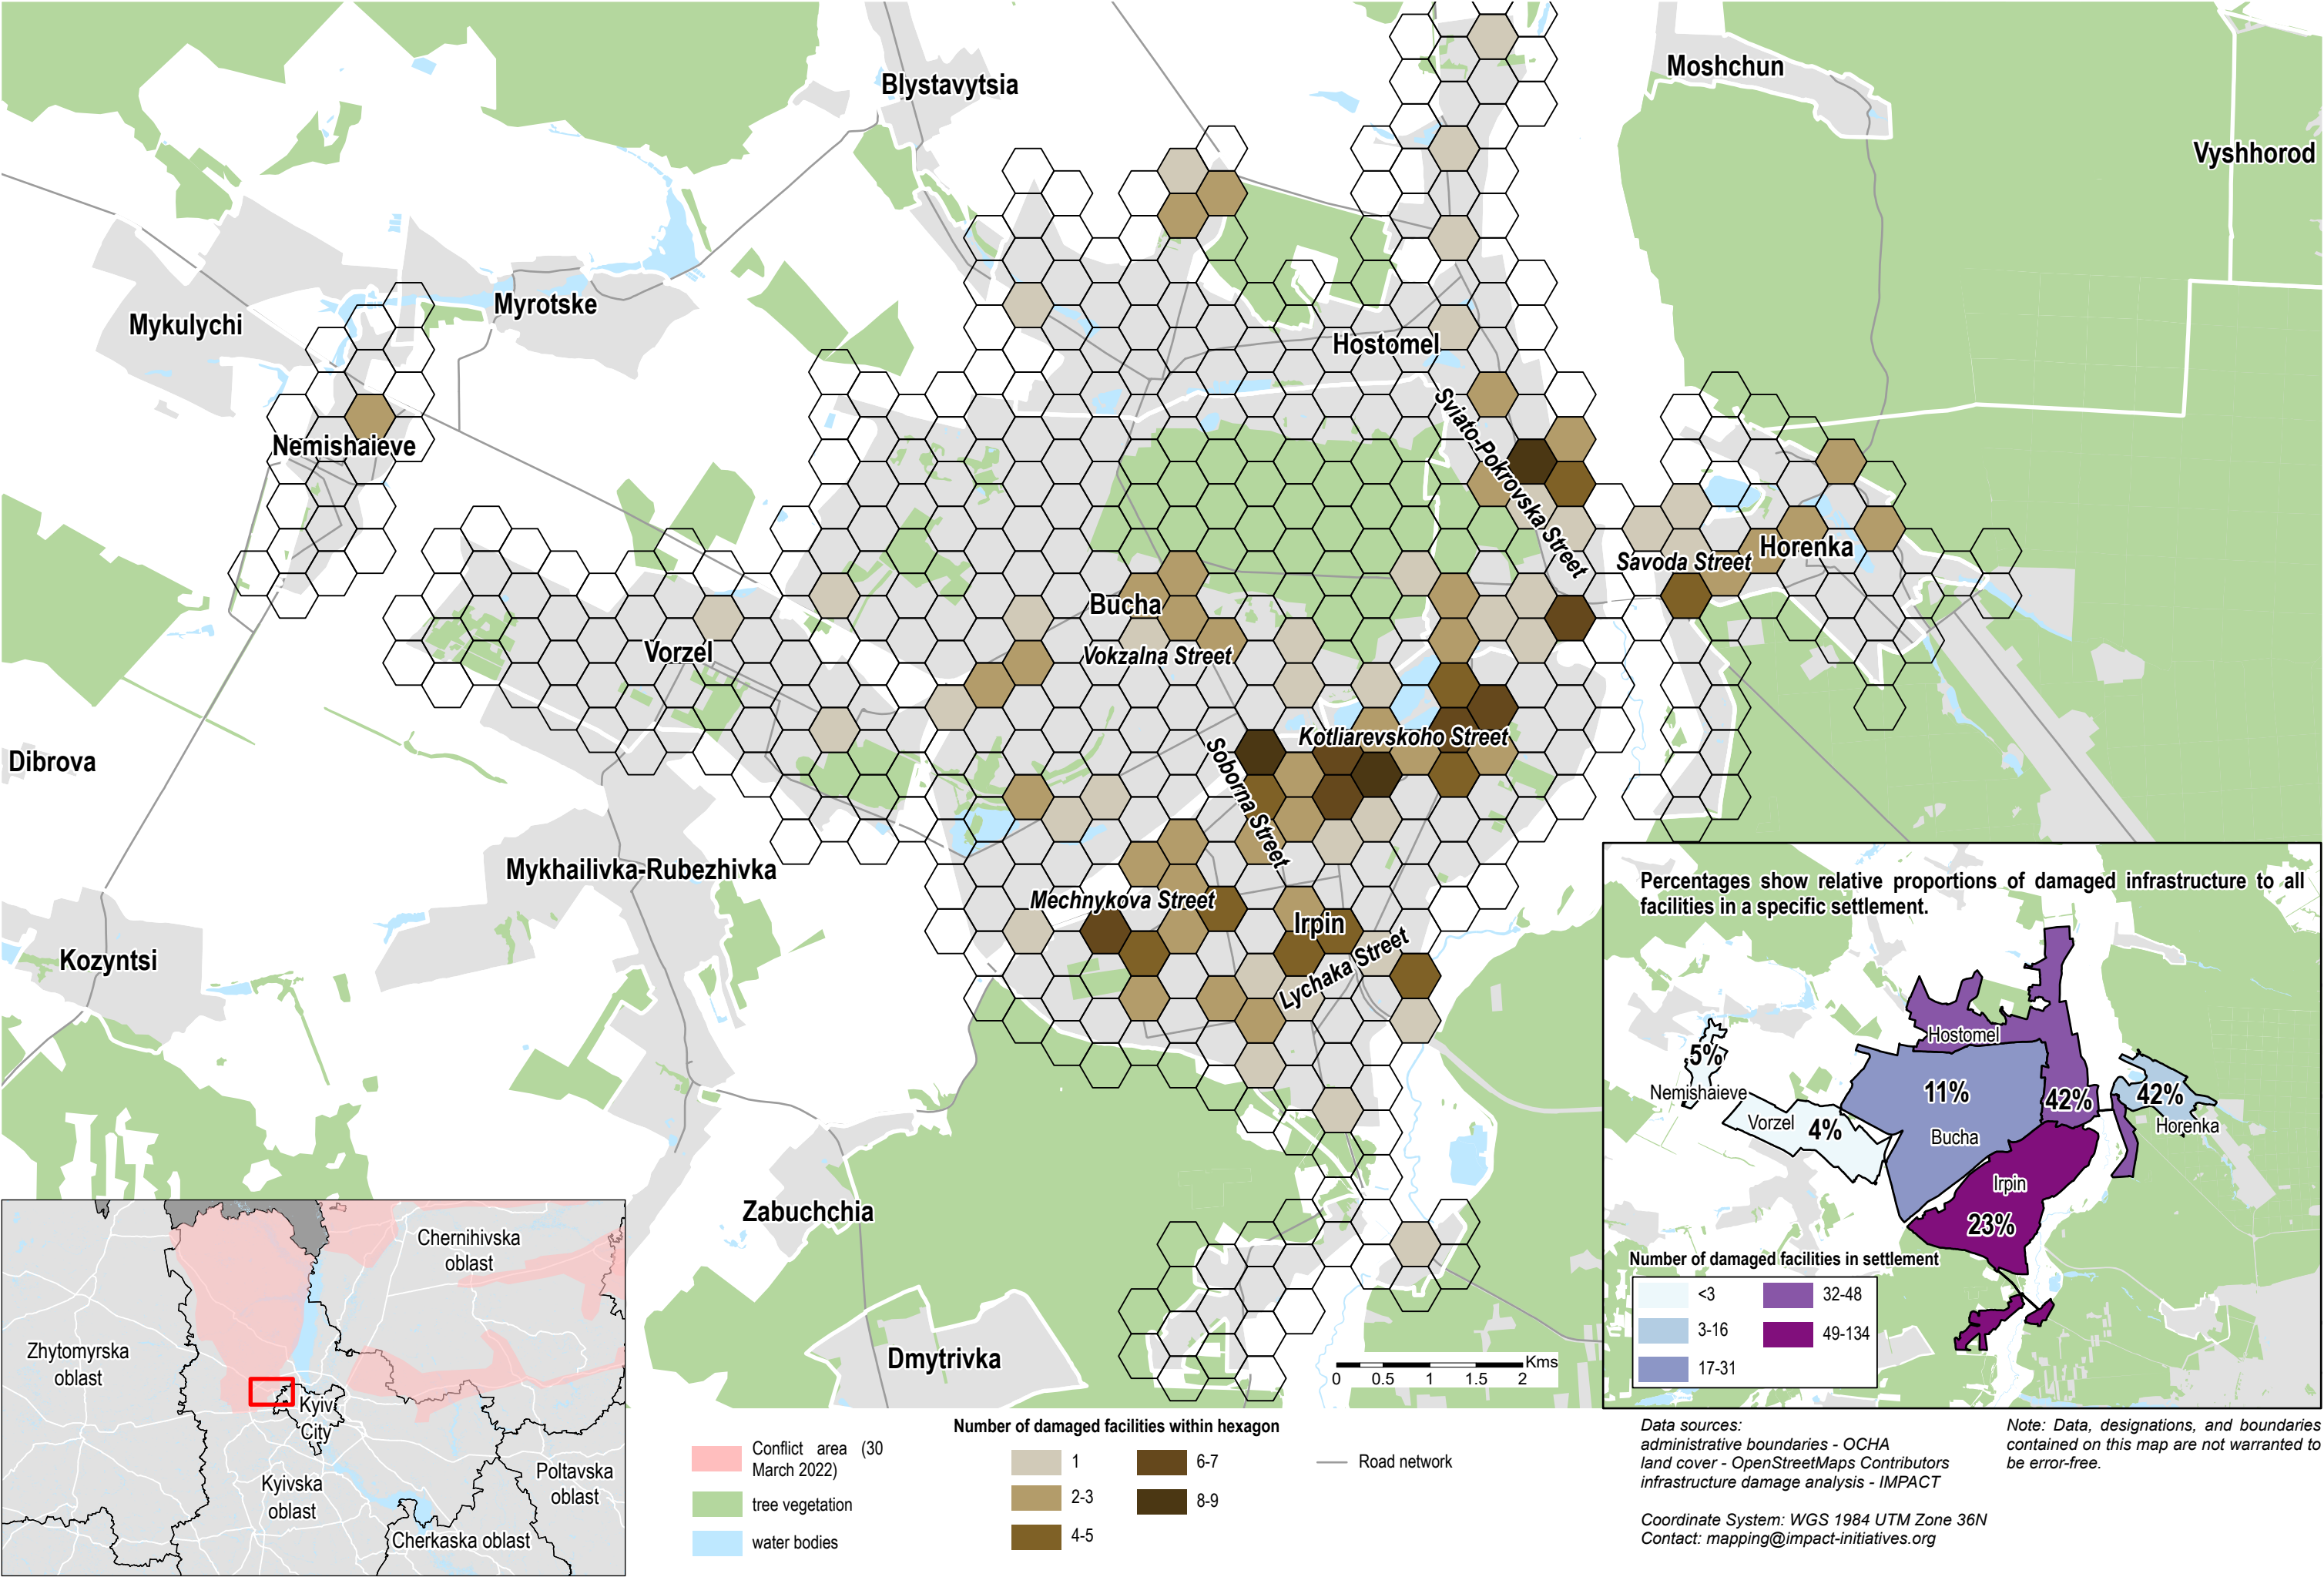 Blystavytsia
Moshchun
Vyshhorod
Mykulychi
Myrotske
Hostomel
Nemishaieve
Sviato-Pokrovska Street
Savoda Street
Horenka
Bucha
Vokzalna Street
Vorzel
Kotliarevskoho Street
Soborna Street
Dibrova
Mykhailivka-Rubezhivka
Mechnykova Street
Irpin
Lychaka Street
Kozyntsi
Zabuchchia
Dmytrivka
Kms
0 0.5 1 1.5 2
Percentages show relative proportions of damaged infrastructure to all
facilities in a specific settlement.
Hostomel
5%
Nemishaieve
11%
42%
42%
Horenka
Vorzel
4%
Bucha
Irpin
23%
Number of damaged facilities in settlement
<3
3-16
17-31
32-48
49-134
Chernihivska
oblast
Zhytomyrska
oblast
Kyiv
City
Kyivska
oblast
Poltavska
oblast
Cherkaska oblast
Conflict area (30
March 2022)
tree vegetation
water bodies
Number of damaged facilities within hexagon
1
2-3
4-5
6-7
8-9
Road network
Data sources:
administrative boundaries - OCHA
land cover - OpenStreetMaps Contributors
infrastructure damage analysis - IMPACT
Coordinate System: WGS 1984 UTM Zone 36N
Contact: mapping@impact-initiatives.org
Note: Data, designations, and boundaries
contained on this map are not warranted to
be error-free.